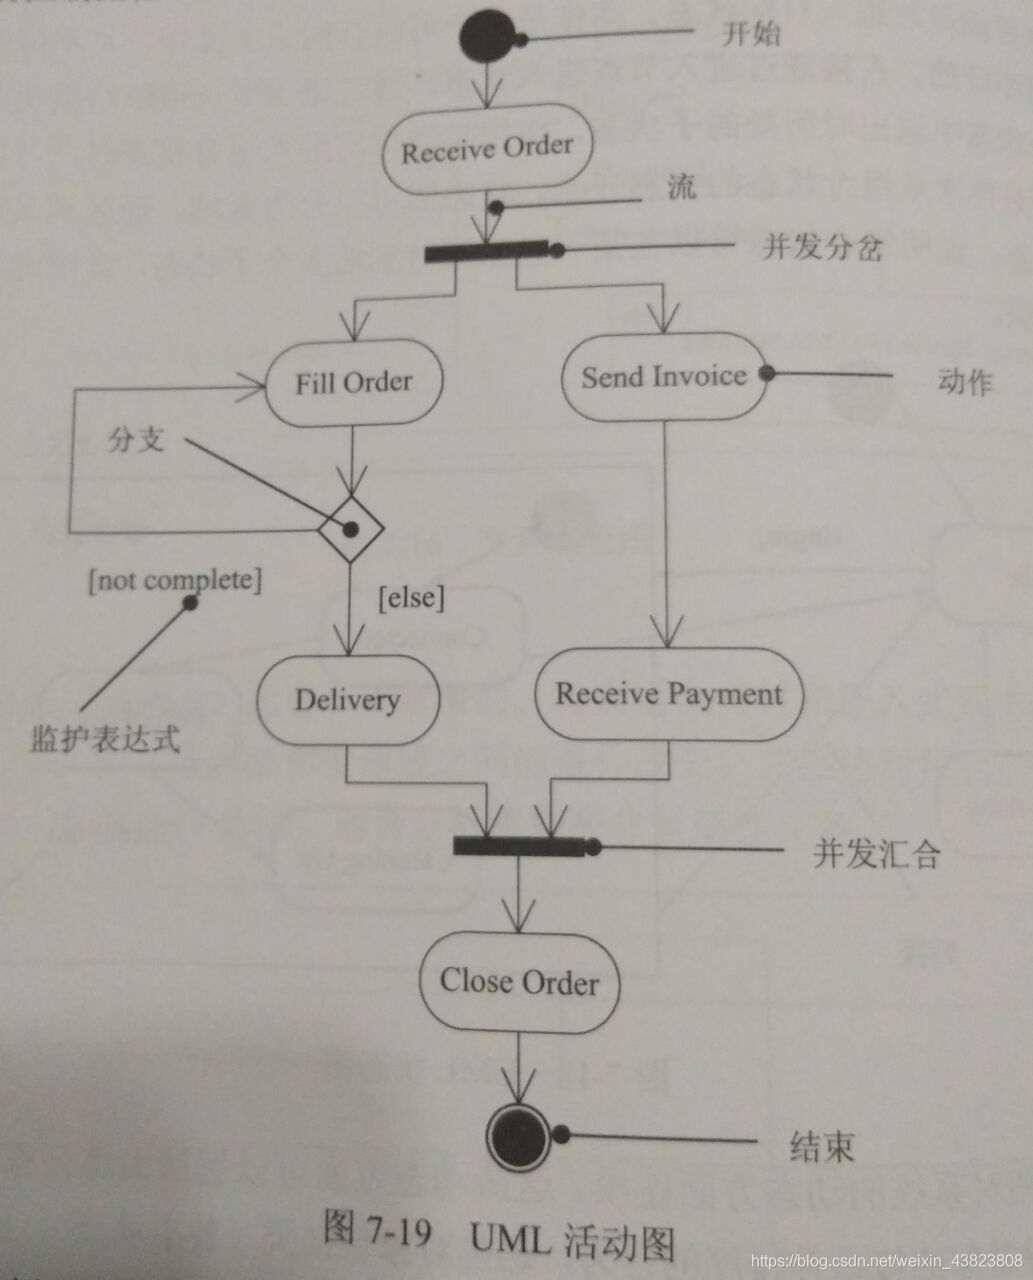 开始
Receive Order
流
并发分岔
Fill Order
Send Invoice
动作
分支
[not complete]
[else]
Delivery
Receive Payment
监护表达式
并发汇合
Close Order
结束
图 7-19 UML 活动图
https://blog.csdn.net/weixin_43823808